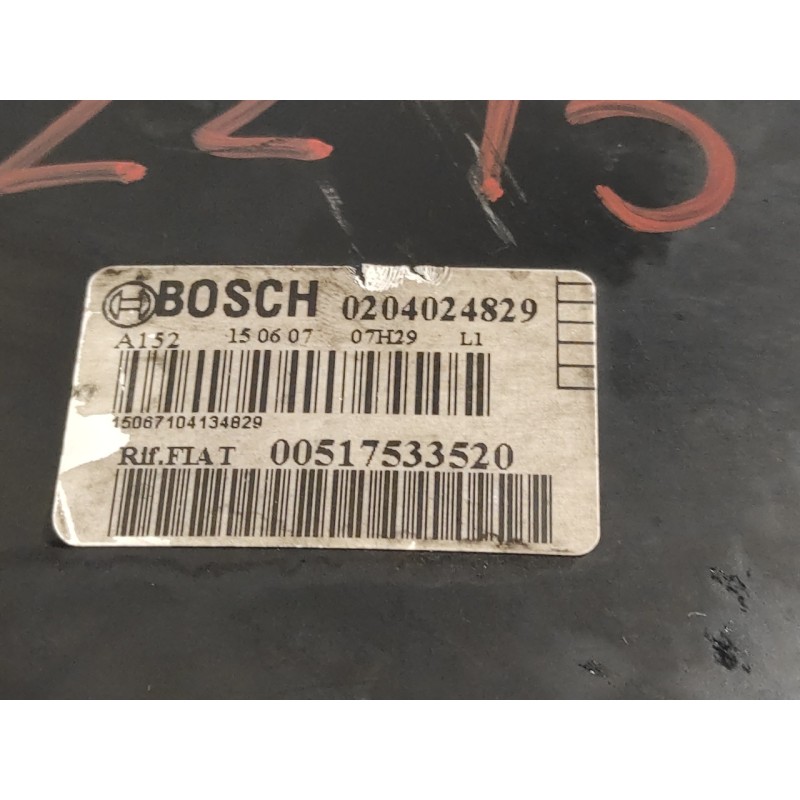 BOSCH 0204024829
A152 15 06 07 07H29 L1
15067104134829
Rif.FIAT 00517533520